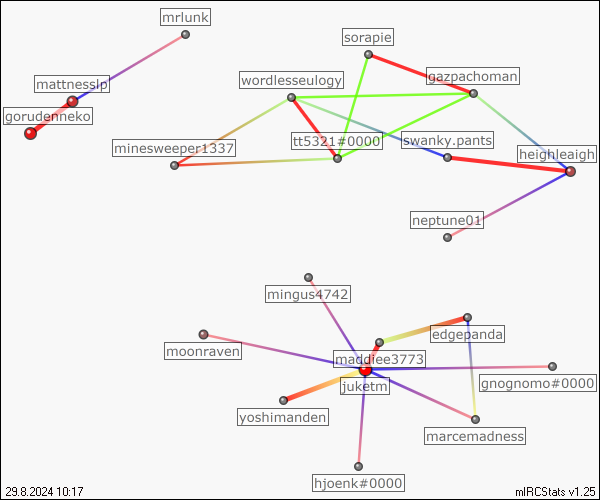 mrlunk
sorapie
gazpachoman
wordlesseulogy
mattnesslp
gorudenneko
tt5321#0000
swanky.pants
minesweeper1337
heighleaigh
neptune01
mingus4742
edgepanda
moonraven
maddiee3773
juketm
gnognomo#0000
yoshimanden
marcemadness
hjoenk#0000
29.8.2024 10:17
mIRCStats v1.25